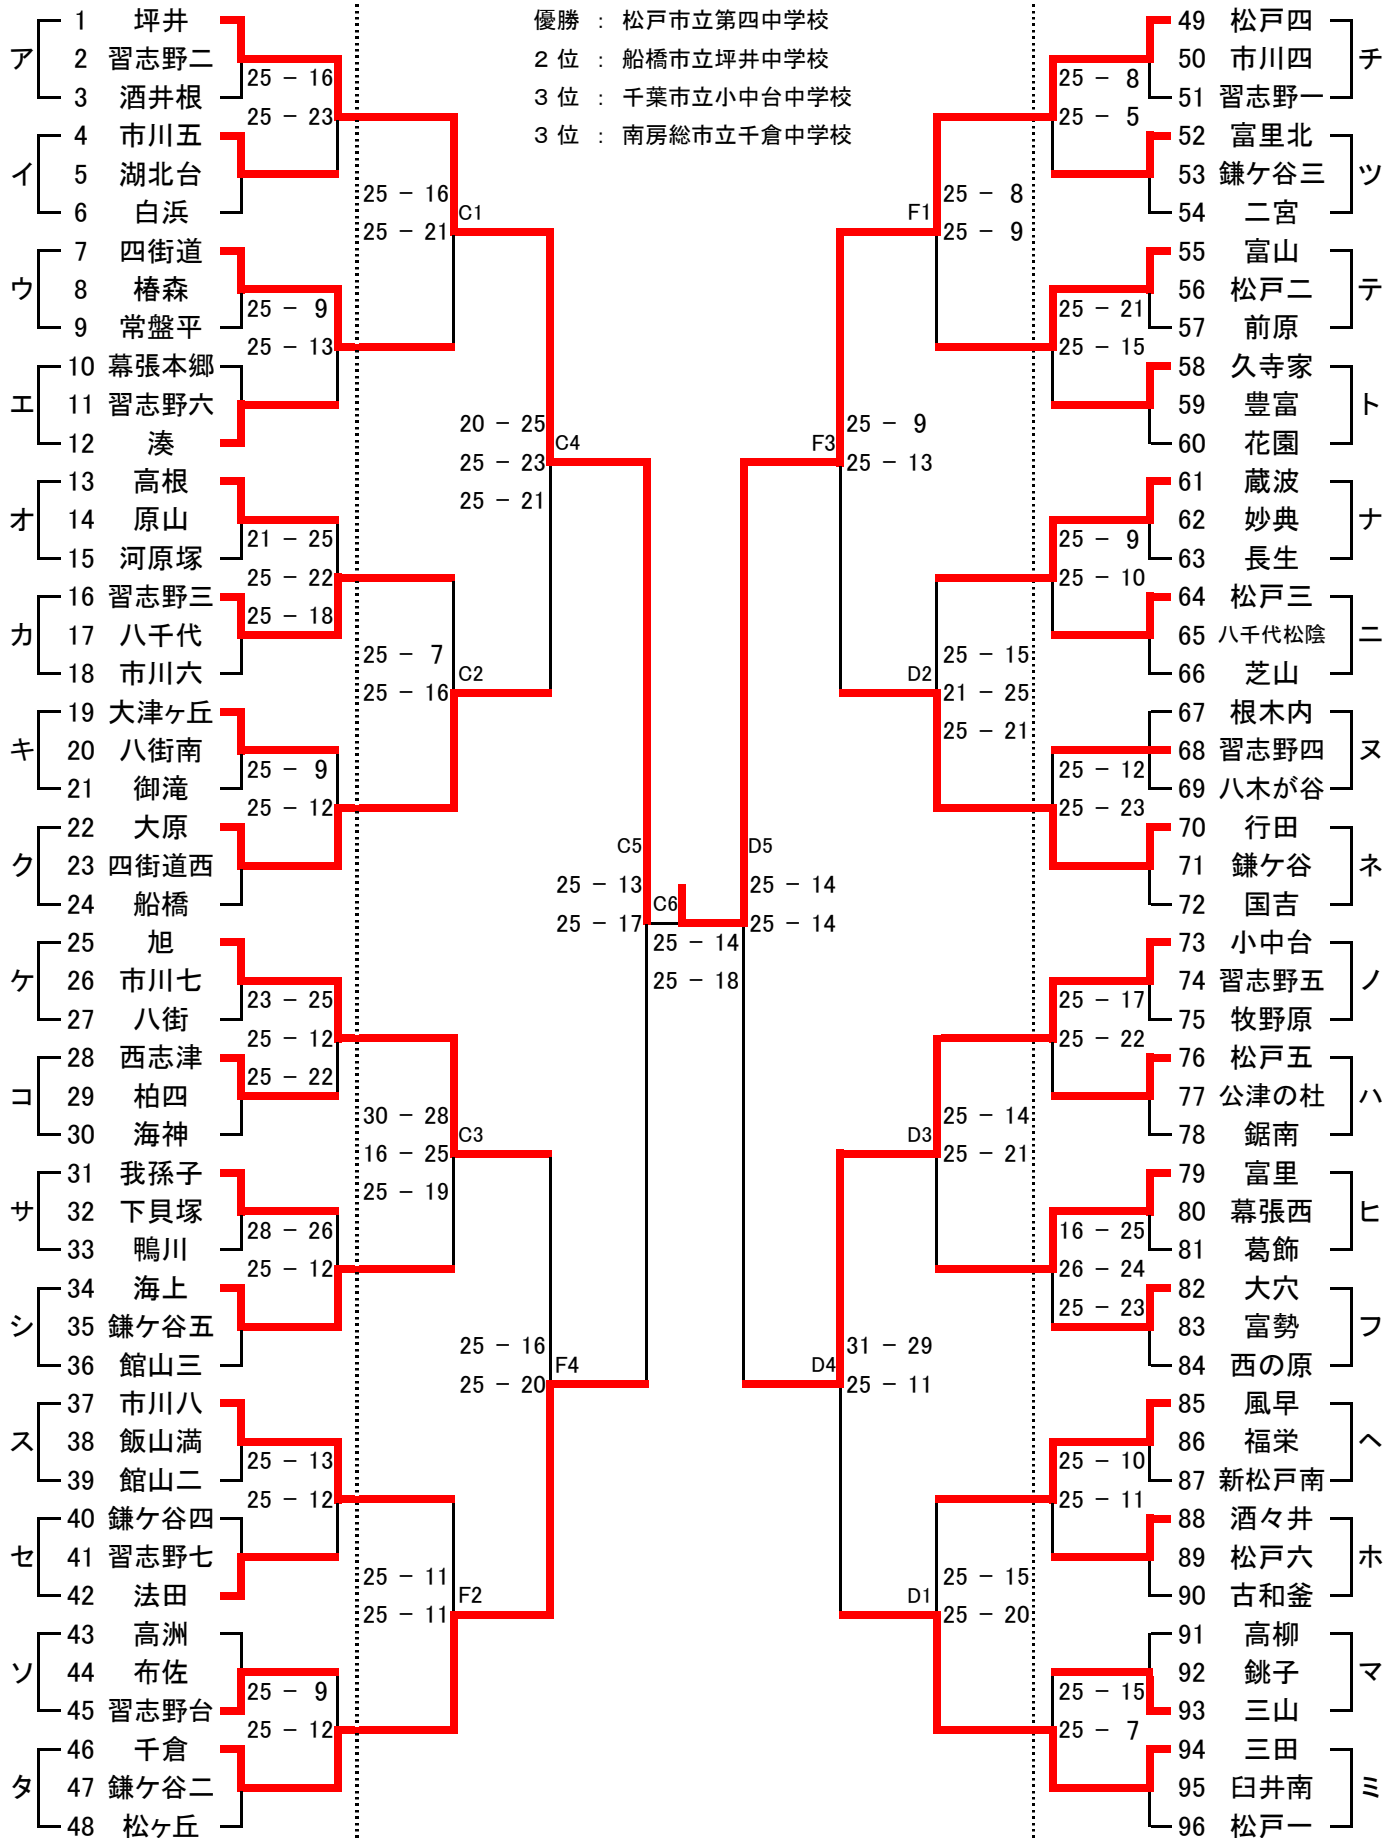 優勝 : 松戸市立第四中学校
2 位 : 船橋市立坪井中学校
3 位 : 千葉市立小中台中学校
3 位 : 南房総市立千倉中学校
ア
1 坪井
2 習志野二
3 酒井根
イ
4 市川五
5 湖北台
6 白浜
ウ
7 四街道
8 椿森
9 常盤平
エ
10 幕張本郷
11 習志野六
12 湊
オ
13 高根
14 原山
15 河原塚
カ
16 習志野三
17 八千代
18 市川六
キ
19 大津ヶ丘
20 八街南
21 御滝
ク
22 大原
23 四街道西
24 船橋
ケ
25 旭
26 市川七
27 八街
コ
28 西志津
29 柏四
30 海神
サ
31 我孫子
32 下貝塚
33 鴨川
シ
34 海上
35 鎌ケ谷五
36 館山三
ス
37 市川八
38 飯山満
39 館山二
セ
40 鎌ケ谷四
41 習志野七
42 法田
ソ
43 高洲
44 布佐
45 習志野台
タ
46 千倉
47 鎌ケ谷二
48 松ヶ丘
25 - 16
25 - 23
25 - 9
25 - 13
21 - 25
25 - 22
25 - 18
25 - 9
25 - 12
23 - 25
25 - 12
25 - 22
28 - 26
25 - 12
25 - 13
25 - 12
25 - 9
25 - 12
25 - 16
C1
25 - 21
25 - 7
C2
25 - 16
30 - 28
C3
16 - 25
25 - 19
25 - 11
F2
25 - 11
20 - 25
C4
25 - 23
25 - 21
25 - 16
F4
25 - 20
C5
25 - 13
25 - 17
C6
25 - 14
25 - 18
D5
25 - 14
25 - 14
F3
25 - 9
25 - 13
D4
31 - 29
25 - 11
F1
25 - 8
25 - 9
D2
25 - 15
21 - 25
25 - 21
D3
25 - 14
25 - 21
D1
25 - 15
25 - 20
25 - 8
25 - 5
25 - 21
25 - 15
25 - 9
25 - 10
25 - 12
25 - 23
25 - 17
25 - 22
16 - 25
26 - 24
25 - 23
25 - 10
25 - 11
25 - 15
25 - 7
49 松戸四
50 市川四
51 習志野一
チ
52 富里北
53 鎌ケ谷三
54 二宮
ツ
55 富山
56 松戸二
57 前原
テ
58 久寺家
59 豊富
60 花園
ト
61 蔵波
62 妙典
63 長生
ナ
64 松戸三
65 八千代松陰
66 芝山
ニ
67 根木内
68 習志野四
69 八木が谷
ヌ
70 行田
71 鎌ケ谷
72 国吉
ネ
73 小中台
74 習志野五
75 牧野原
ノ
76 松戸五
77 公津の杜
78 鋸南
ハ
79 富里
80 幕張西
81 葛飾
ヒ
82 大穴
83 富勢
84 西の原
フ
85 風早
86 福栄
87 新松戸南
ヘ
88 酒々井
89 松戸六
90 古和釜
ホ
91 高柳
92 銚子
93 三山
マ
94 三田
95 臼井南
96 松戸一
ミ